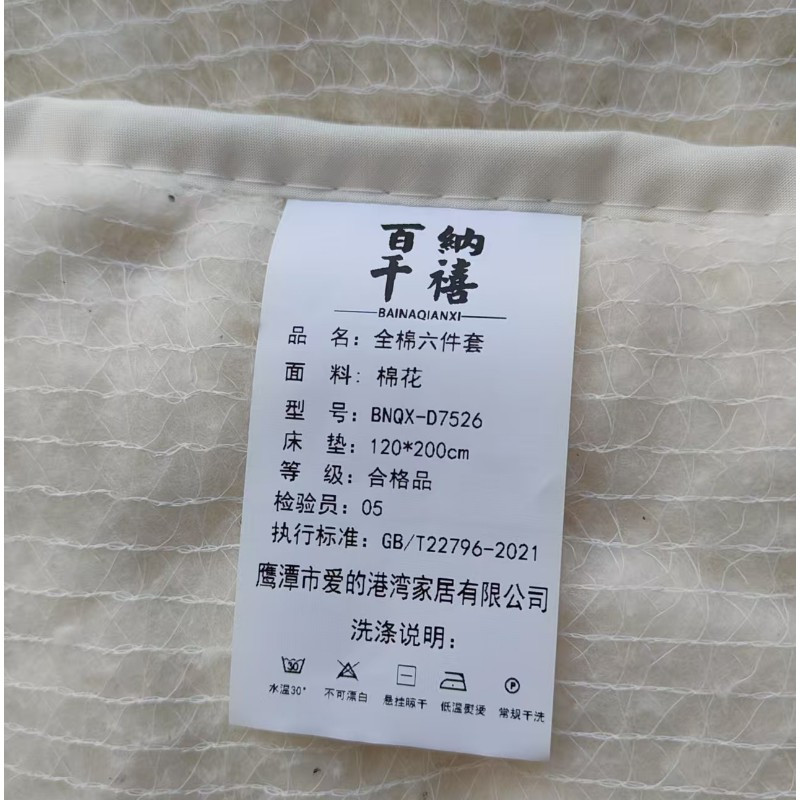 百納
千禧
BAINAQIANXI
品 名：全棉六件套
面 料：棉花
型 号：BNQX-D7526
床 垫：120*200cm
等 级：合格品
检验员：05
执行标准：GB/T22796-2021
鹰潭市爱的港湾家居有限公司
洗涤说明：
30
P
水温30° 不可漂白 悬挂晾干 低温熨烫 常规干洗